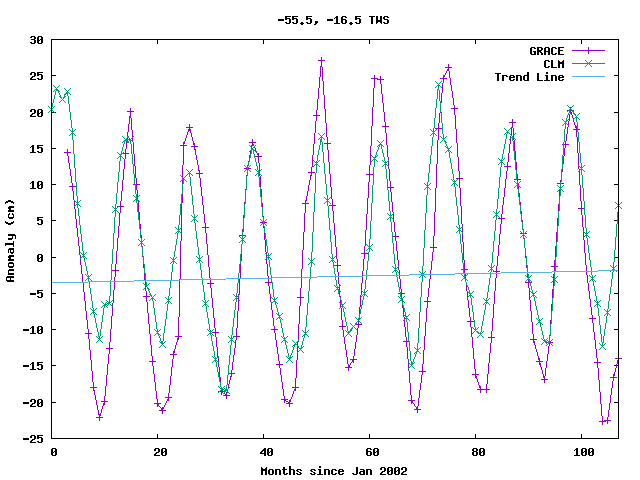 -55.5, -16.5 TWS
GRACE
CLM
Trend Line
30
25
20
15
10
5
0
-5
-10
-15
-20
-25
Anomaly (cm)
0 20 40 60 80 100
Months since Jan 2002